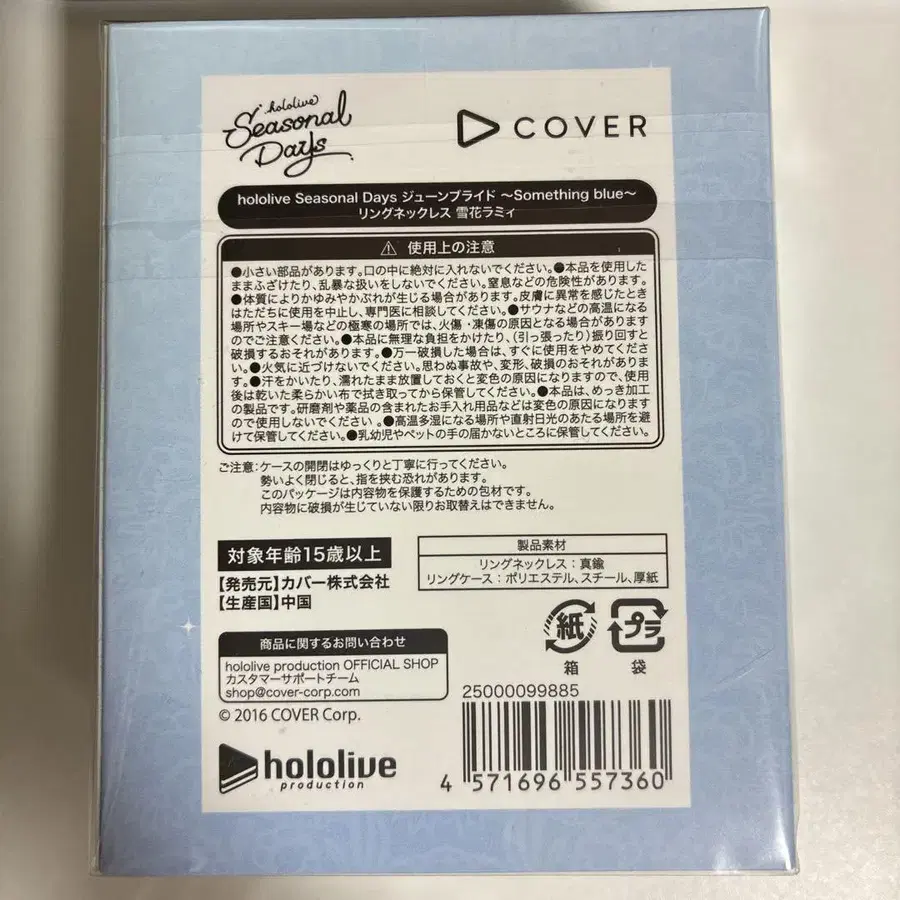 hololive
Seasonal
Days
COVER
hololive Seasonal Days ジューンブライド 〜Something blue〜
リングネックレス 雪花ラミィ
⚠ 使用上の注意
●小さい部品があります。口の中に絶対に入れないでください。●本品を使用した
ままふざけたり、乱暴な扱いをしないでください。窒息などの危険性があります。
●体質によりかゆみやかぶれが生じる場合があります。皮膚に異常を感じたとき
はただちに使用を中止し、専門医に相談してください。●サウナなどの高温になる
場所やスキー場などの極寒の場所では、火傷・凍傷の原因となる場合があります
のでご注意ください。●本品に無理な負担をかけたり、(引っ張ったり)振り回すと
破損するおそれがあります。●万一破損した場合は、すぐに使用をやめてくださ
い。●火気に近づけないでください。思わぬ事故や、変形、破損のおそれがありま
す。●汗をかいたり、濡れたまま放置しておくと変色の原因になりますので、使用
後は乾いた柔らかい布で拭き取ってから保管してください。●本品は、めっき加工
の製品です。研磨剤や薬品の含まれたお手入れ用品などは変色の原因になります
ので使用しないでください 。●高温多湿になる場所や直射日光のあたる場所を避
けて保管してください。●乳幼児やペットの手の届かないところに保管してください。
ご注意:ケースの開閉はゆっくりと丁寧に行ってください。
勢いよく閉じると、指を挟む恐れがあります。
このパッケージは内容物を保護するための包材です。
内容物に破損が生じていない限りお取替えはできません。
対象年齢15歳以上
【発売元】カバー株式会社
【生産国】中国
製品素材
リングネックレス:真鍮
リングケース:ポリエステル、スチール、厚紙
紙
箱
プラ
袋
商品に関するお問い合わせ
hololive production OFFICIAL SHOP
カスタマーサポートチーム
shop@cover-corp.com
© 2016 COVER Corp.
hololive
production
25000099885
4 571696 557360